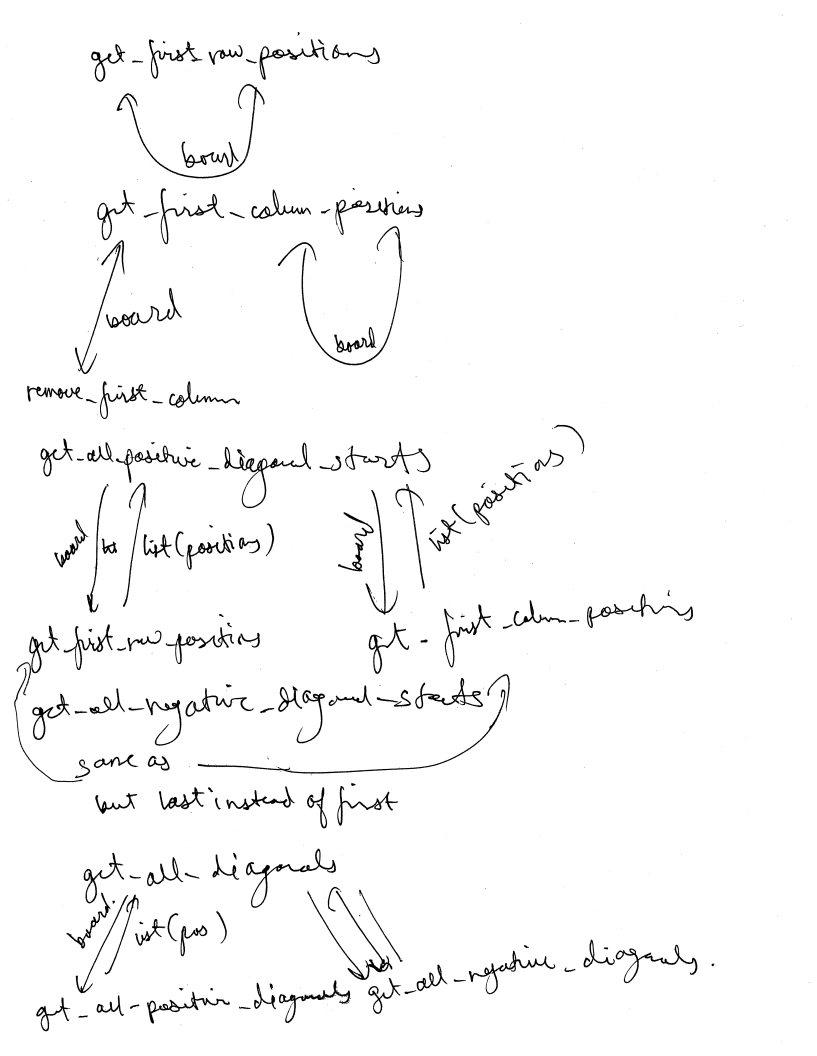 get_first_row_positions
board
get_first_column_positions
board
board
remove_first_column
get_all_positive_diagonal_starts
board
list(positions)
board
list(positions)
get_first_row_positions
get_first_column_positions
get_all_negative_diagonal_starts
same as
but last instead of first
get_all_diagonals
board
list(pos)
get_all_positive_diagonals get_all_negative_diagonals.